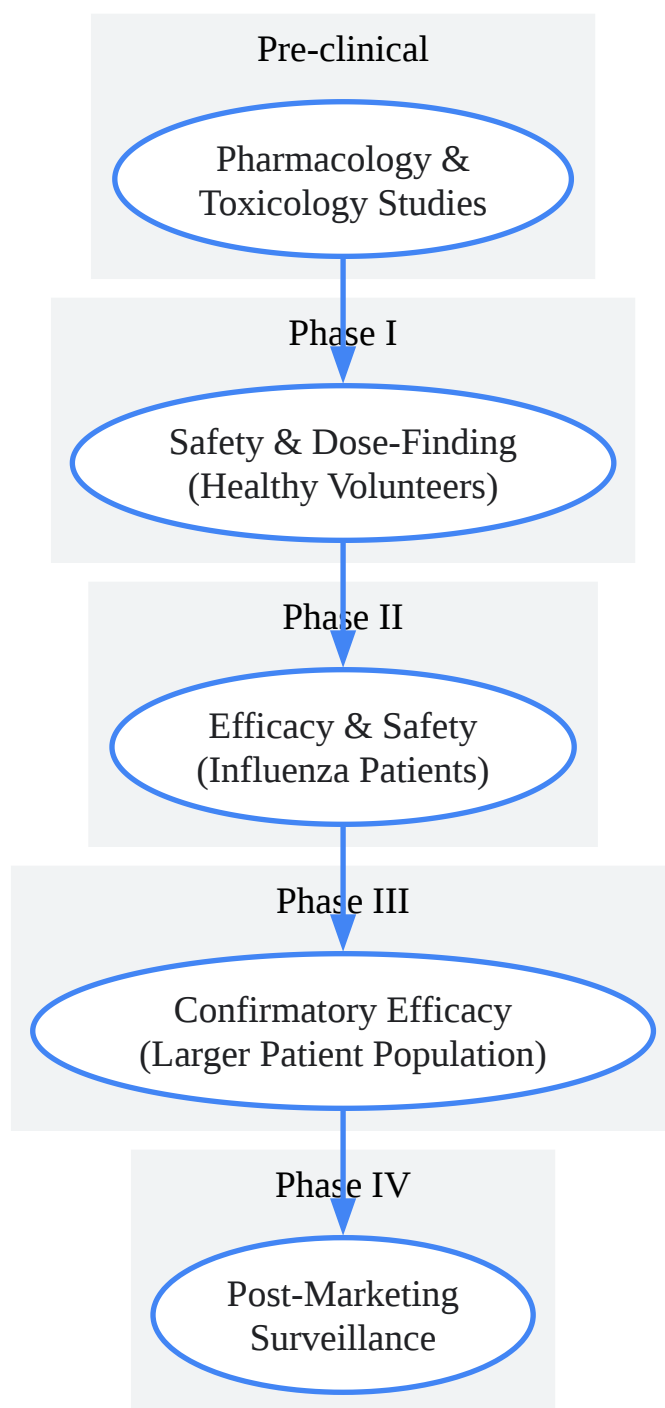 Pre-clinical
Pharmacology &
Toxicology Studies
Phase I
Safety & Dose-Finding
(Healthy Volunteers)
Phase II
Efficacy & Safety
(Influenza Patients)
Phase III
Confirmatory Efficacy
(Larger Patient Population)
Phase IV
Post-Marketing
Surveillance